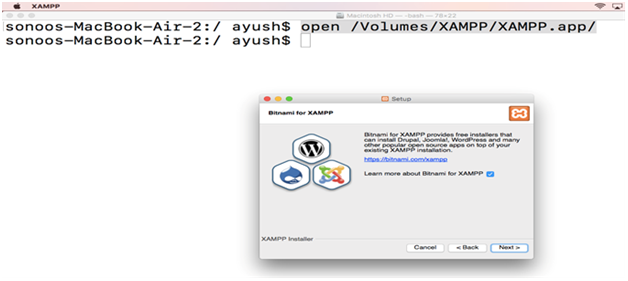 XAMPP
Macintosh HD — -bash — 78×22
sonoos-MacBook-Air-2:/ ayush$ open /Volumes/XAMPP/XAMPP.app/
sonoos-MacBook-Air-2:/ ayush$
Setup
Bitnami for XAMPP
Bitnami for XAMPP provides free installers that
can install Drupal, Joomla!, WordPress and many
other popular open source apps on top of your
existing XAMPP installation.
https://bitnami.com/xampp
Learn more about Bitnami for XAMPP
XAMPP Installer
Cancel
< Back
Next >